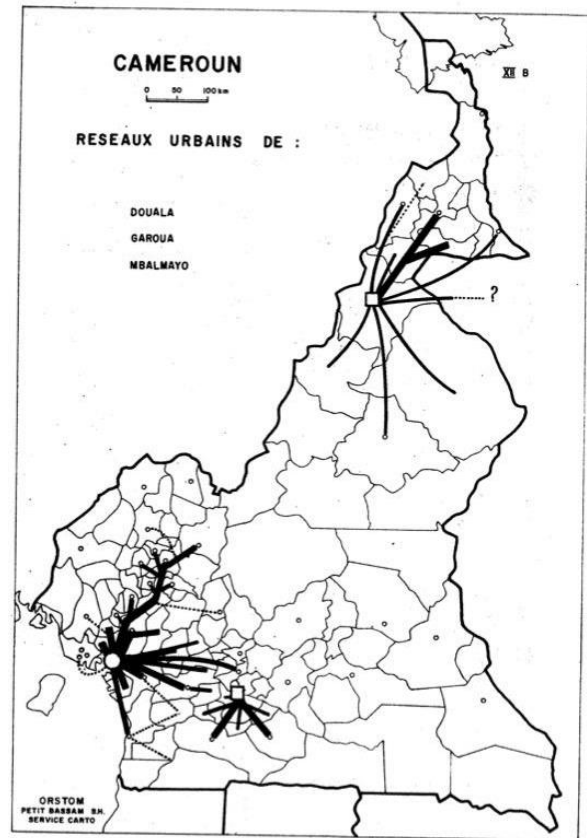 CAMEROUN
0 50 100 km
XII B
RESEAUX URBAINS DE :
DOUALA
GAROUA
MBALMAYO
?
ORSTOM
PETIT BASSAM S.H.
SERVICE CARTO